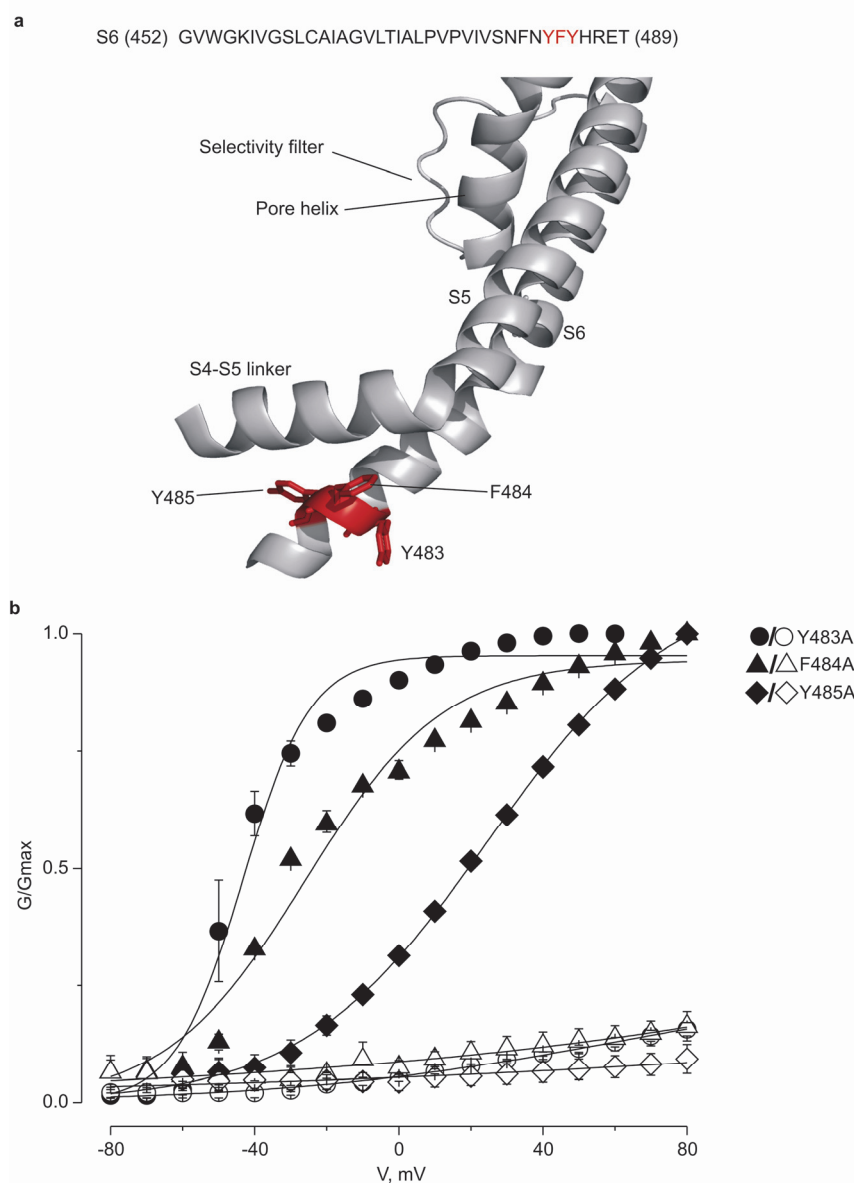 a
S6 (452) GVWGKIVGSLCAIAGVLTIALPVPVIVSNFNYFYHRET (489)
Selectivity filter
Pore helix
S5
S6
S4-S5 linker
Y485
F484
Y483
b
1.0
0.5
0.0
G/Gmax
-80
-40
0
40
80
V, mV
/ Y483A
/ F484A
/ Y485A